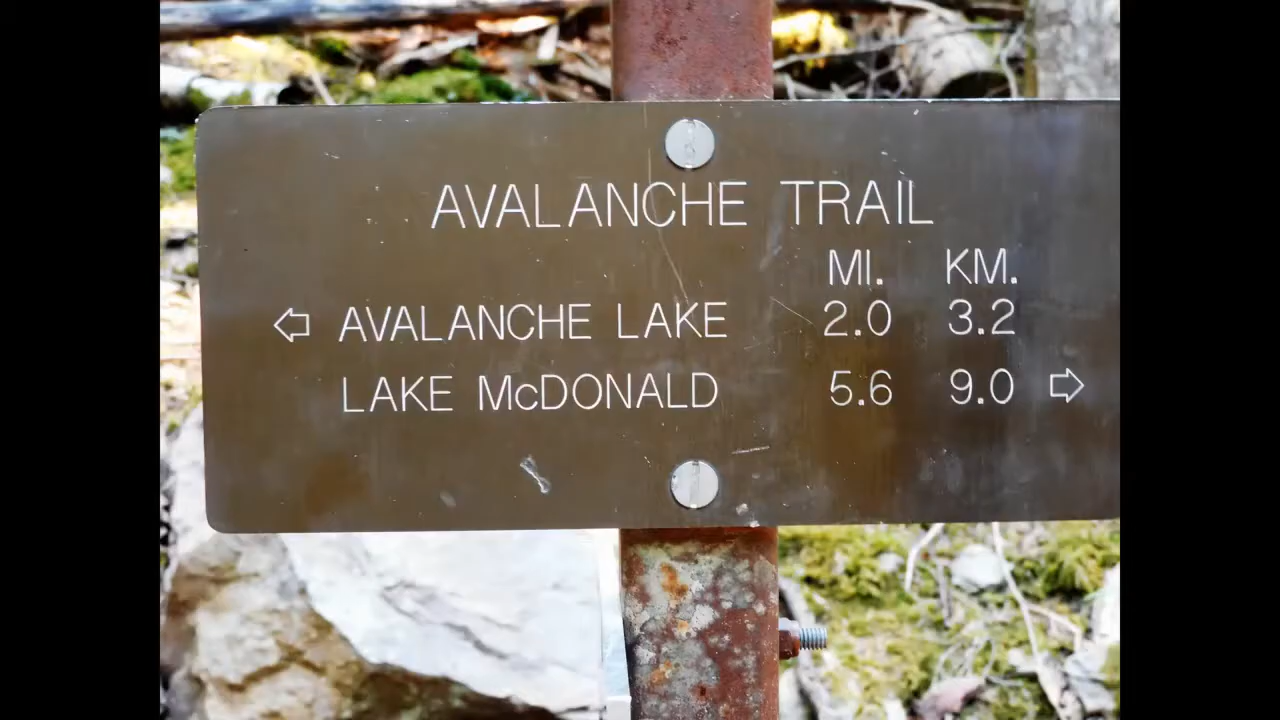 AVALANCHE TRAIL
MI. KM.
⇦ AVALANCHE LAKE 2.0 3.2
LAKE McDONALD 5.6 9.0 ⇨